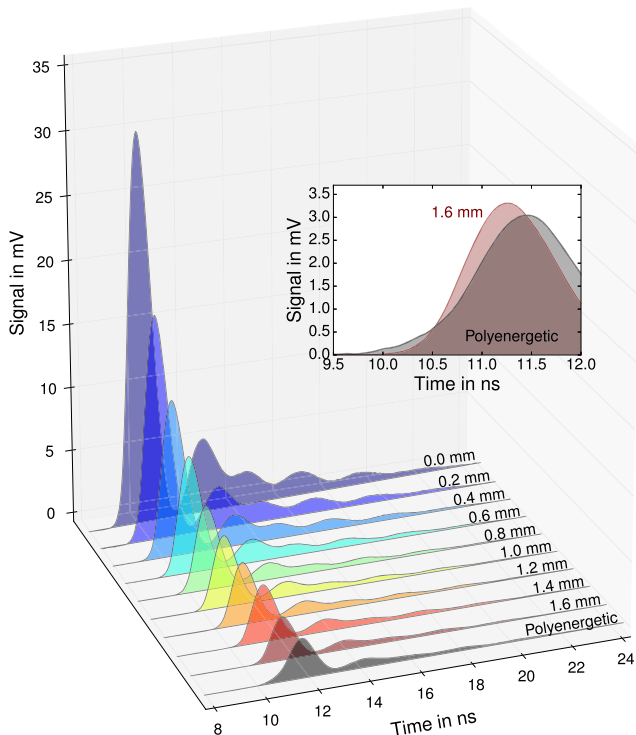 35
30
25
20
15
10
5
0
Signal in mV
3.5
3.0
2.5
2.0
1.5
1.0
0.5
0.0
Signal in mV
1.6 mm
Polyenergetic
9.5 10.0 10.5 11.0 11.5 12.0
Time in ns
0.0 mm
0.2 mm
0.4 mm
0.6 mm
0.8 mm
1.0 mm
1.2 mm
1.4 mm
1.6 mm
Polyenergetic
8 10 12 14 16 18 20 22 24
Time in ns